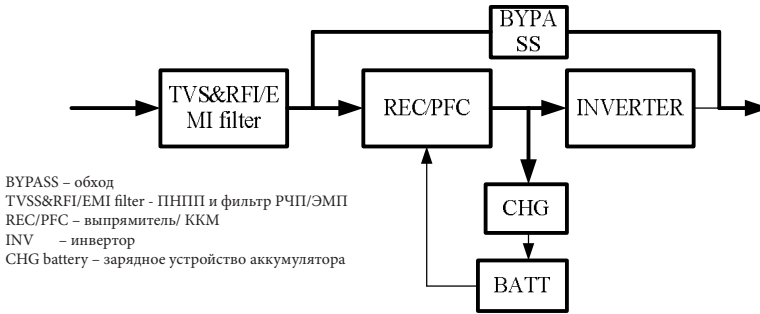 BYPA
SS
TVS&RFI/E
MI filter
REC/PFC
INVERTER
CHG
BATT
BYPASS – обход
TVSS&RFI/EMI filter - ПНПП и фильтр РЧП/ЭМП
REC/PFC – выпрямитель/ ККМ
INV – инвертор
CHG battery – зарядное устройство аккумулятора